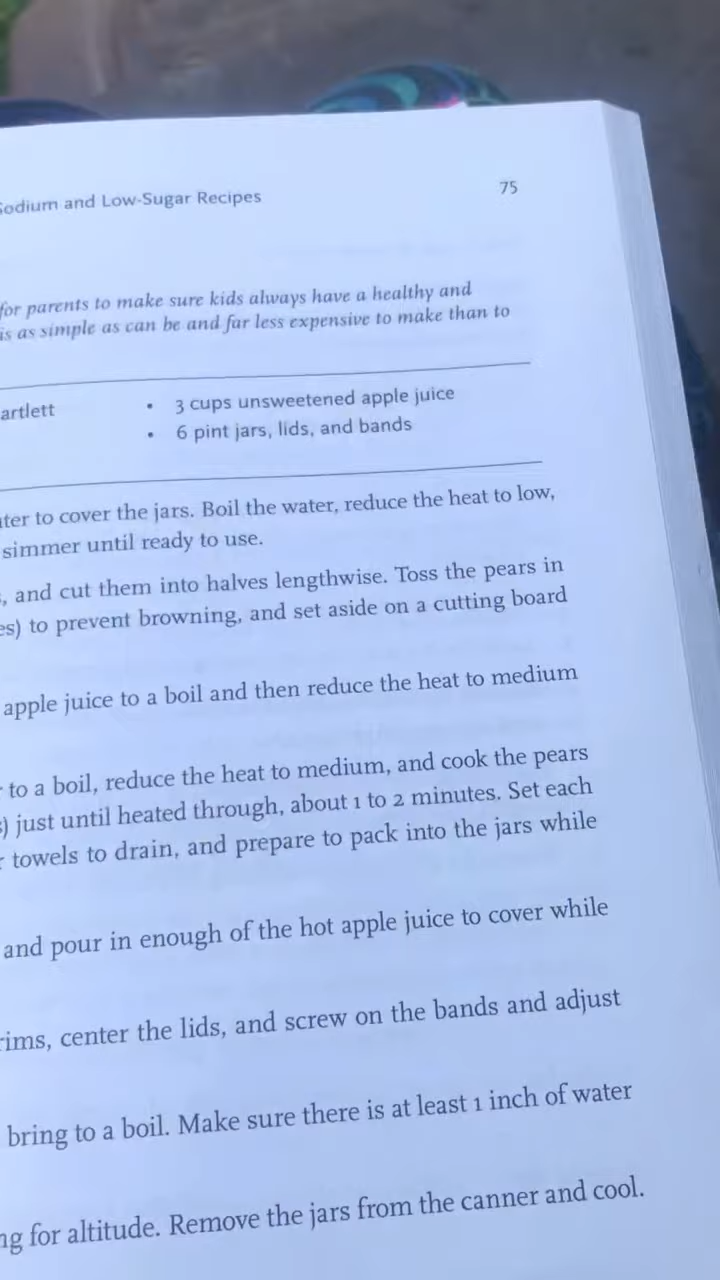 Sodium and Low-Sugar Recipes 75
for parents to make sure kids always have a healthy and
is as simple as can be and far less expensive to make than to
artlett • 3 cups unsweetened apple juice
• 6 pint jars, lids, and bands
ter to cover the jars. Boil the water, reduce the heat to low,
simmer until ready to use.
, and cut them into halves lengthwise. Toss the pears in
es) to prevent browning, and set aside on a cutting board
apple juice to a boil and then reduce the heat to medium
to a boil, reduce the heat to medium, and cook the pears
) just until heated through, about 1 to 2 minutes. Set each
towels to drain, and prepare to pack into the jars while
and pour in enough of the hot apple juice to cover while
rims, center the lids, and screw on the bands and adjust
bring to a boil. Make sure there is at least 1 inch of water
ng for altitude. Remove the jars from the canner and cool.